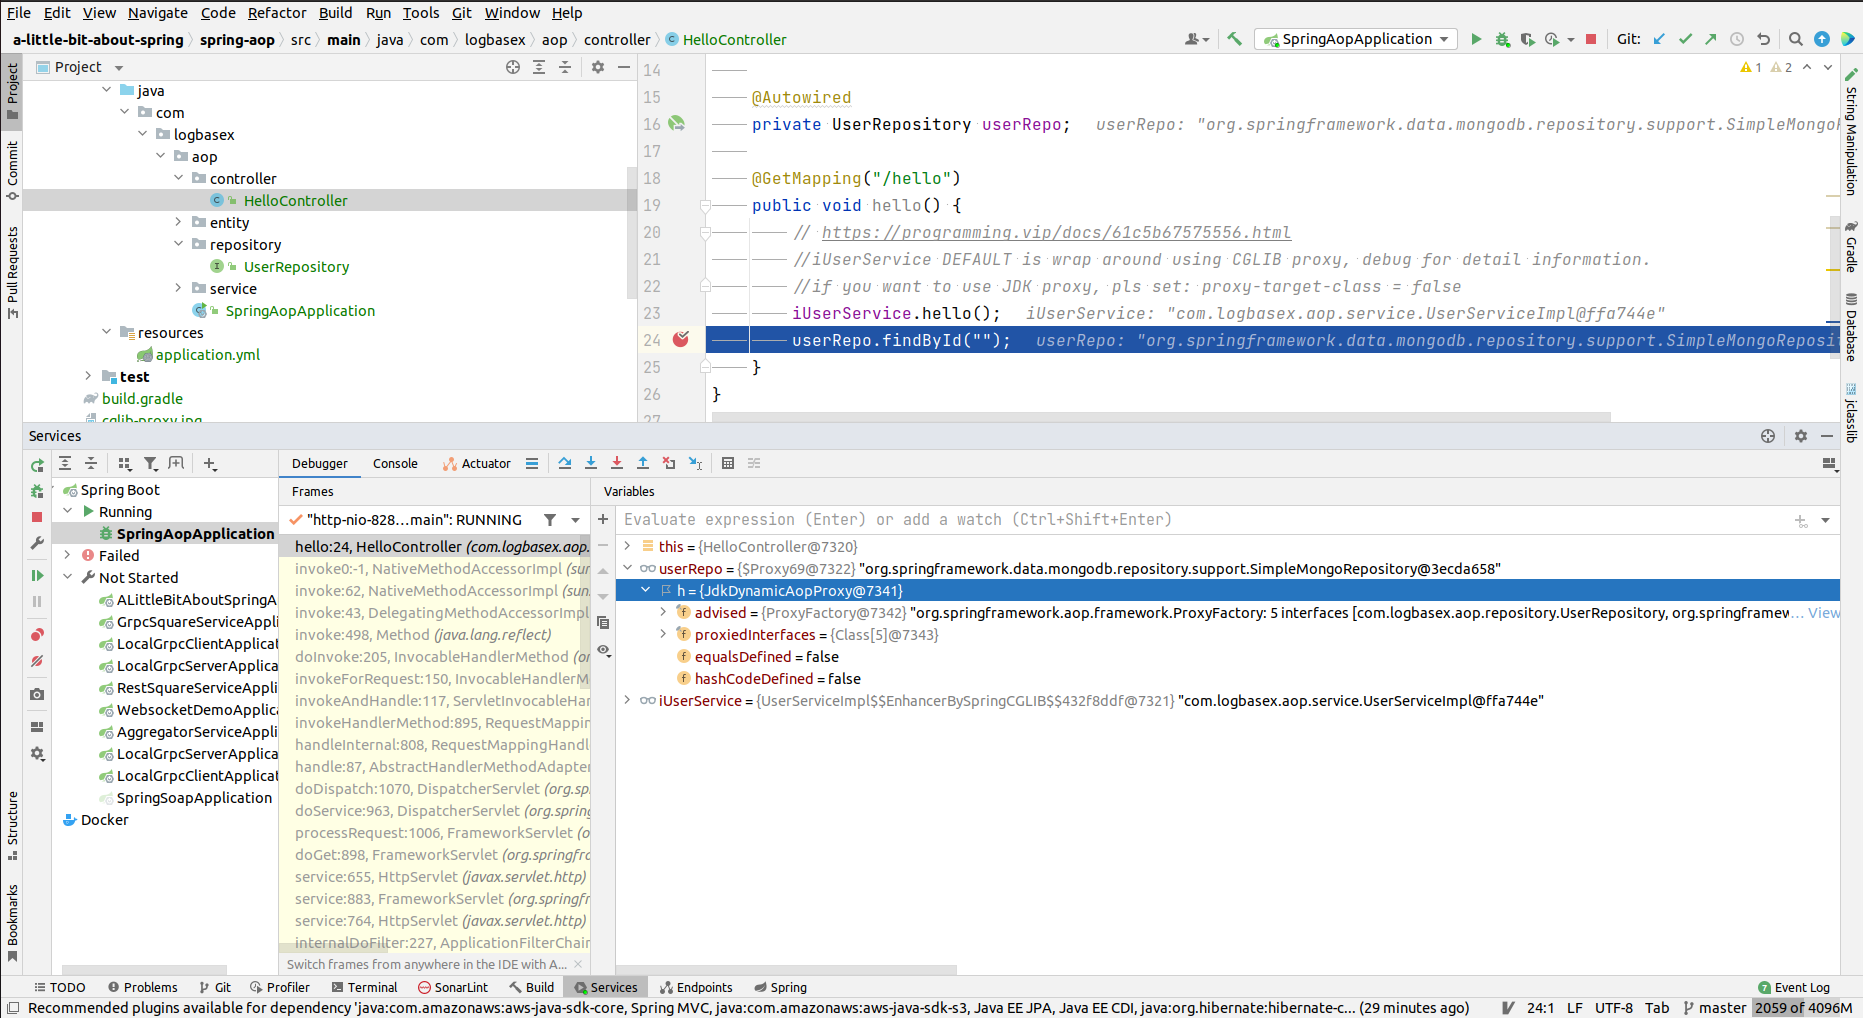 File Edit View Navigate Code Refactor Build Run Tools Git Window Help
a-little-bit-about-spring spring-aop src main java com logbasex aop controller HelloController
SpringAopApplication
Git:
Project
java
com
logbasex
aop
controller
HelloController
entity
repository
UserRepository
service
SpringAopApplication
resources
application.yml
test
build.gradle
cglib-proxy.jpg
Project
Commit
Pull Requests
1 2
14
15 @Autowired
16 private UserRepository userRepo; userRepo: "org.springframework.data.mongodb.repository.support.SimpleMongoR
17
18 @GetMapping("/hello")
19 public void hello() {
20 // https://programming.vip/docs/61c5b67575556.html
21 //iUserService DEFAULT is wrap around using CGLIB proxy, debug for detail information.
22 //if you want to use JDK proxy, pls set: proxy-target-class = false
23 iUserService.hello(); iUserService: "com.logbasex.aop.service.UserServiceImpl@ffa744e"
24 userRepo.findById(""); userRepo: "org.springframework.data.mongodb.repository.support.SimpleMongoReposit
25 }
26 }
27
String Manipulation
Gradle
Database
jclasslib
Services
Debugger Console Actuator
Spring Boot
Running
SpringAopApplication
Failed
Not Started
ALittleBitAboutSpringA
GrpcSquareServiceAppli
LocalGrpcClientApplicat
LocalGrpcServerApplica
RestSquareServiceAppli
WebsocketDemoApplica
AggregatorServiceAppli
LocalGrpcServerApplica
LocalGrpcClientApplicat
SpringSoapApplication
Docker
Structure
Bookmarks
Frames
"http-nio-828...main": RUNNING
hello:24, HelloController (com.logbasex.aop.
invoke0:-1, NativeMethodAccessorImpl (sun
invoke:62, NativeMethodAccessorImpl (sun.
invoke:43, DelegatingMethodAccessorImpl
invoke:498, Method (java.lang.reflect)
doInvoke:205, InvocableHandlerMethod (or
invokeForRequest:150, InvocableHandlerM
invokeAndHandle:117, ServletInvocableHan
invokeHandlerMethod:895, RequestMappin
handleInternal:808, RequestMappingHandl
handle:87, AbstractHandlerMethodAdapter
doDispatch:1070, DispatcherServlet (org.sp
doService:963, DispatcherServlet (org.spring
processRequest:1006, FrameworkServlet (o
doGet:898, FrameworkServlet (org.springfra
service:655, HttpServlet (javax.servlet.http)
service:883, FrameworkServlet (org.springfr
service:764, HttpServlet (javax.servlet.http)
internalDoFilter:227, ApplicationFilterChain
Switch frames from anywhere in the IDE with A...
Variables
Evaluate expression (Enter) or add a watch (Ctrl+Shift+Enter)
this = {HelloController@7320}
userRepo = {$Proxy69@7322} "org.springframework.data.mongodb.repository.support.SimpleMongoRepository@3ecda658"
h = {JdkDynamicAopProxy@7341}
advised = {ProxyFactory@7342} "org.springframework.aop.framework.ProxyFactory: 5 interfaces [com.logbasex.aop.repository.UserRepository, org.springframew... View
proxiedInterfaces = {Class[5]@7343}
equalsDefined = false
hashCodeDefined = false
iUserService = {UserServiceImpl$$EnhancerBySpringCGLIB$$432f8ddf@7321} "com.logbasex.aop.service.UserServiceImpl@ffa744e"
TODO Problems Git Profiler Terminal SonarLint Build Services Endpoints Spring Event Log
Recommended plugins available for dependency 'java:com.amazonaws:aws-java-sdk-core, Spring MVC, java:com.amazonaws:aws-java-sdk-s3, Java EE JPA, Java EE CDI, java:org.hibernate:hibernate-c... (29 minutes ago) 24:1 LF UTF-8 Tab master 2059 of 4096M